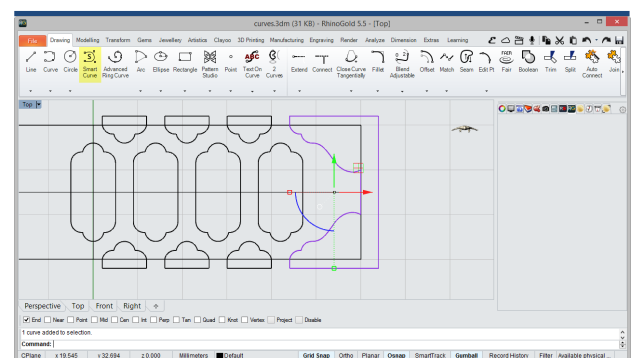 curves.3dm (31 KB) - RhinoGold 5.5 - [Top]
File Drawing Modelling Transform Gems Jewellery Artistics Clayoo 3D Printing Manufacturing Engraving Render Analyze Dimension Extras Learning
Line Curve Circle Smart Curve Advanced Ring Curve Arc Ellipse Rectangle Pattern Studio Point Text On Curve 2 Curves Extend Connect Close Curve Tangentially Fillet Blend Adjustable Offset Match Seam Edit Pt Fair Boolean Trim Split Auto Connect Join
Top
Perspective Top Front Right
End Near Point Mid Cen Int Perp Tan Quad Knot Vertex Project Disable
1 curve added to selection.
Command:
CPlane x 19.545 y 32.694 z 0.000 Millimeters Default Grid Snap Ortho Planar Osnap SmartTrack Gumball Record History Filter Available physical ...